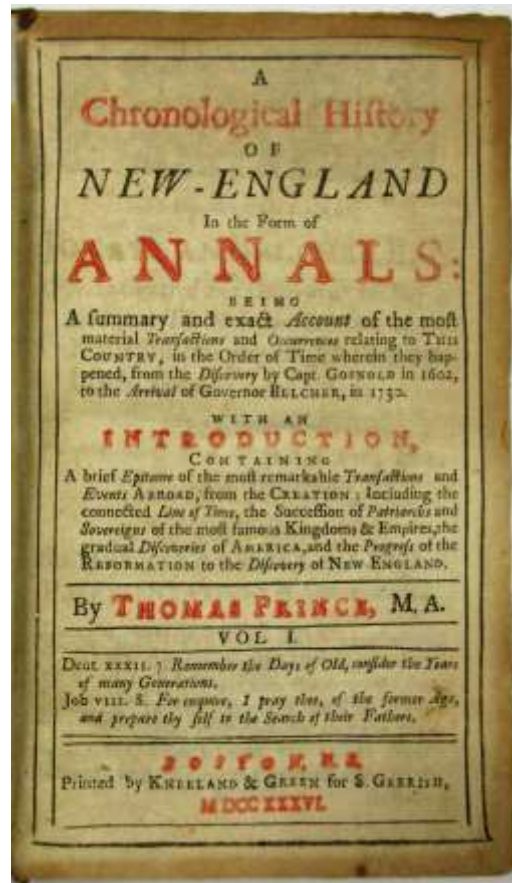 A
Chronological Hiſtory
OF
NEW-ENGLAND
In the Form of
ANNALS:
BEING
A ſummary and exact Account of the moſt
material Tranſactions and Occurrences relating to THIS
COUNTRY, in the Order of Time wherein they hap-
pened, from the Diſcovery by Capt. GOSNOLD in 1602,
to the Arrival of Governor BELCHER, in 1730.
WITH AN
INTRODUCTION,
CONTAINING
A brief Epitome of the moſt remarkable Tranſactions and
Events ABROAD, from the CREATION: Including the
connected Line of Time, the Succeſſion of Patriarchs and
Sovereigns of the moſt famous Kingdoms & Empires, the
gradual Diſcoveries of AMERICA, and the Progreſs of the
REFORMATION to the Diſcovery of NEW ENGLAND.
By THOMAS PRINCE, M.A.
VOL I.
Deut. XXXII. 7 Remember the Days of Old, conſider the Years
of many Generations.
Job VIII. 8. For enquire, I pray thee, of the former Age,
and prepare thy ſelf to the Search of their Fathers.
BOSTON, N.E.
Printed by KNEELAND & GREEN for S. GERRISH,
MDCCXXXVI.